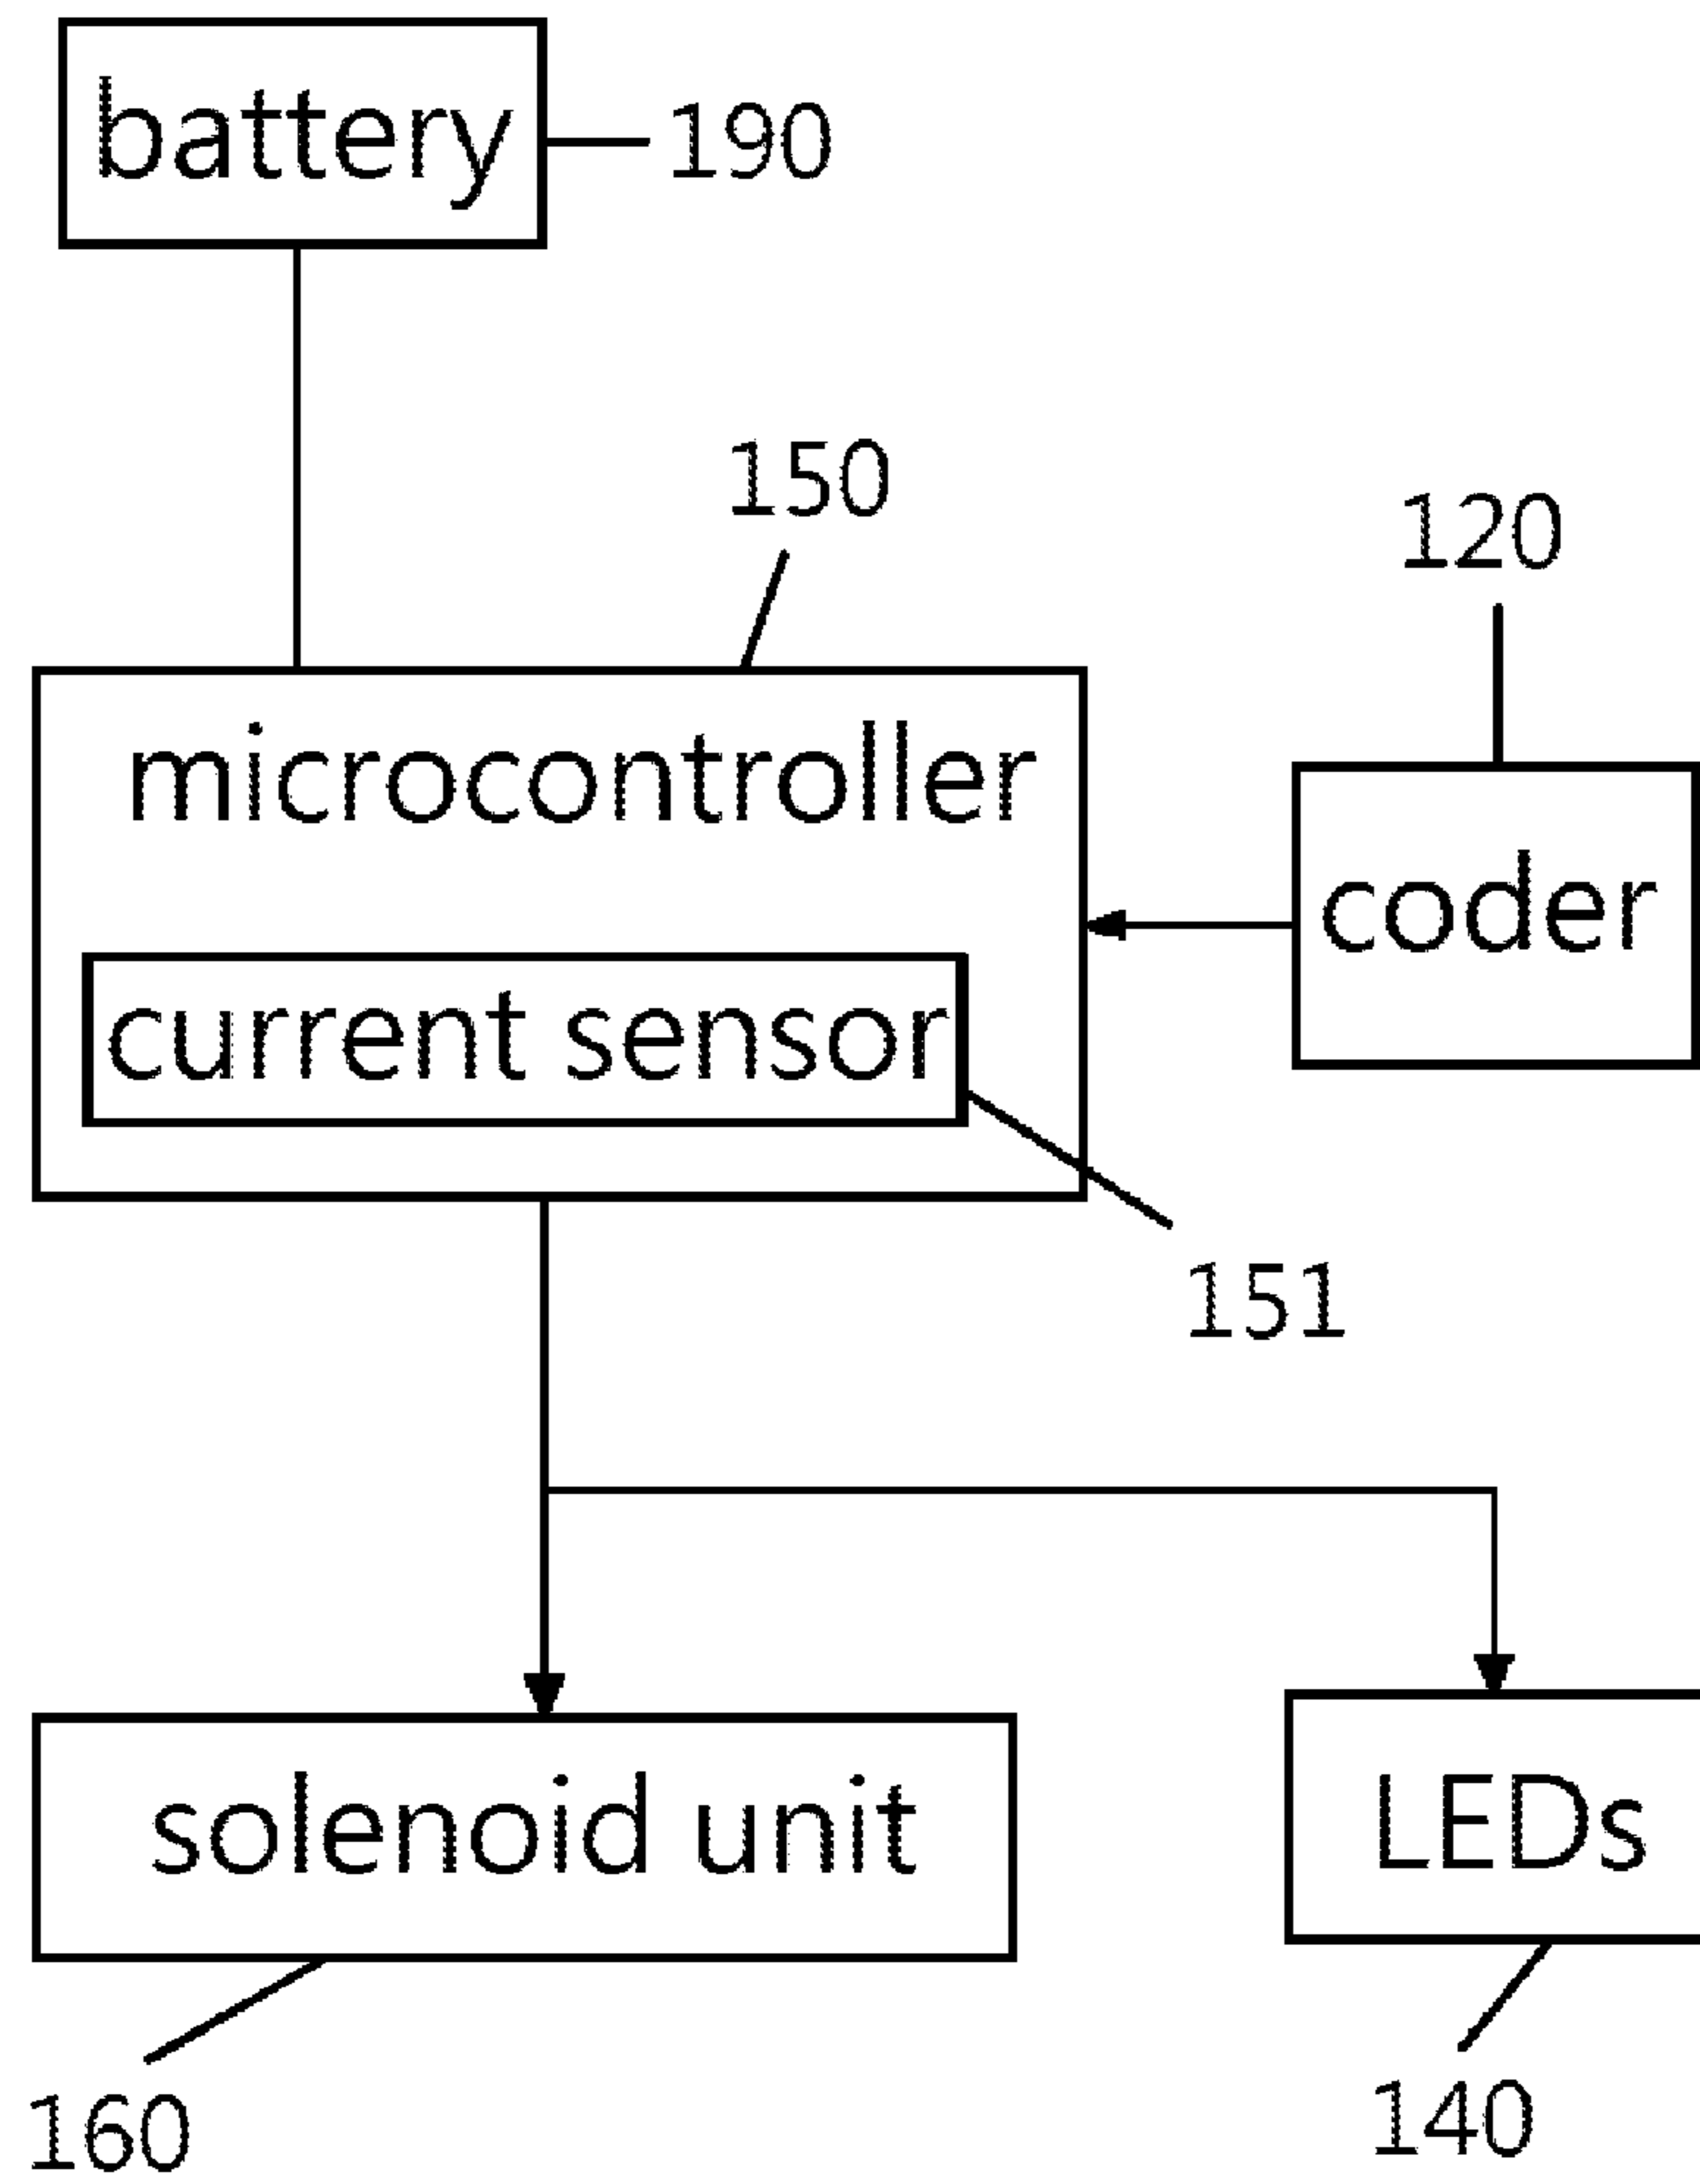 battery
190
150
120
microcontroller
coder
current sensor
151
solenoid unit
LEDs
160
140